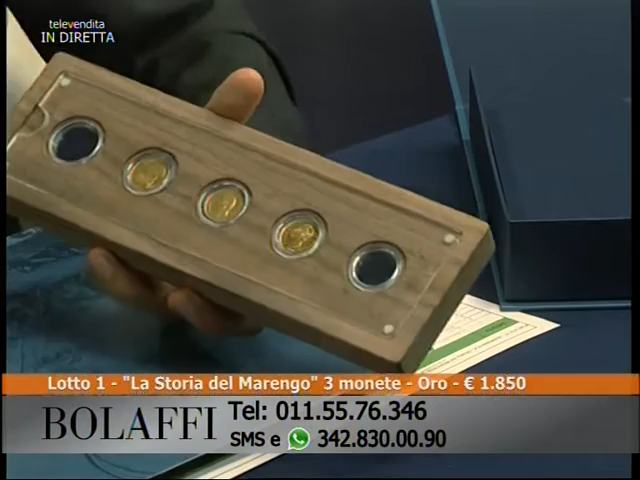 televendita
IN DIRETTA
Lotto 1 - "La Storia del Marengo" 3 monete - Oro - € 1.850
BOLAFFI
Tel: 011.55.76.346
SMS e 342.830.00.90